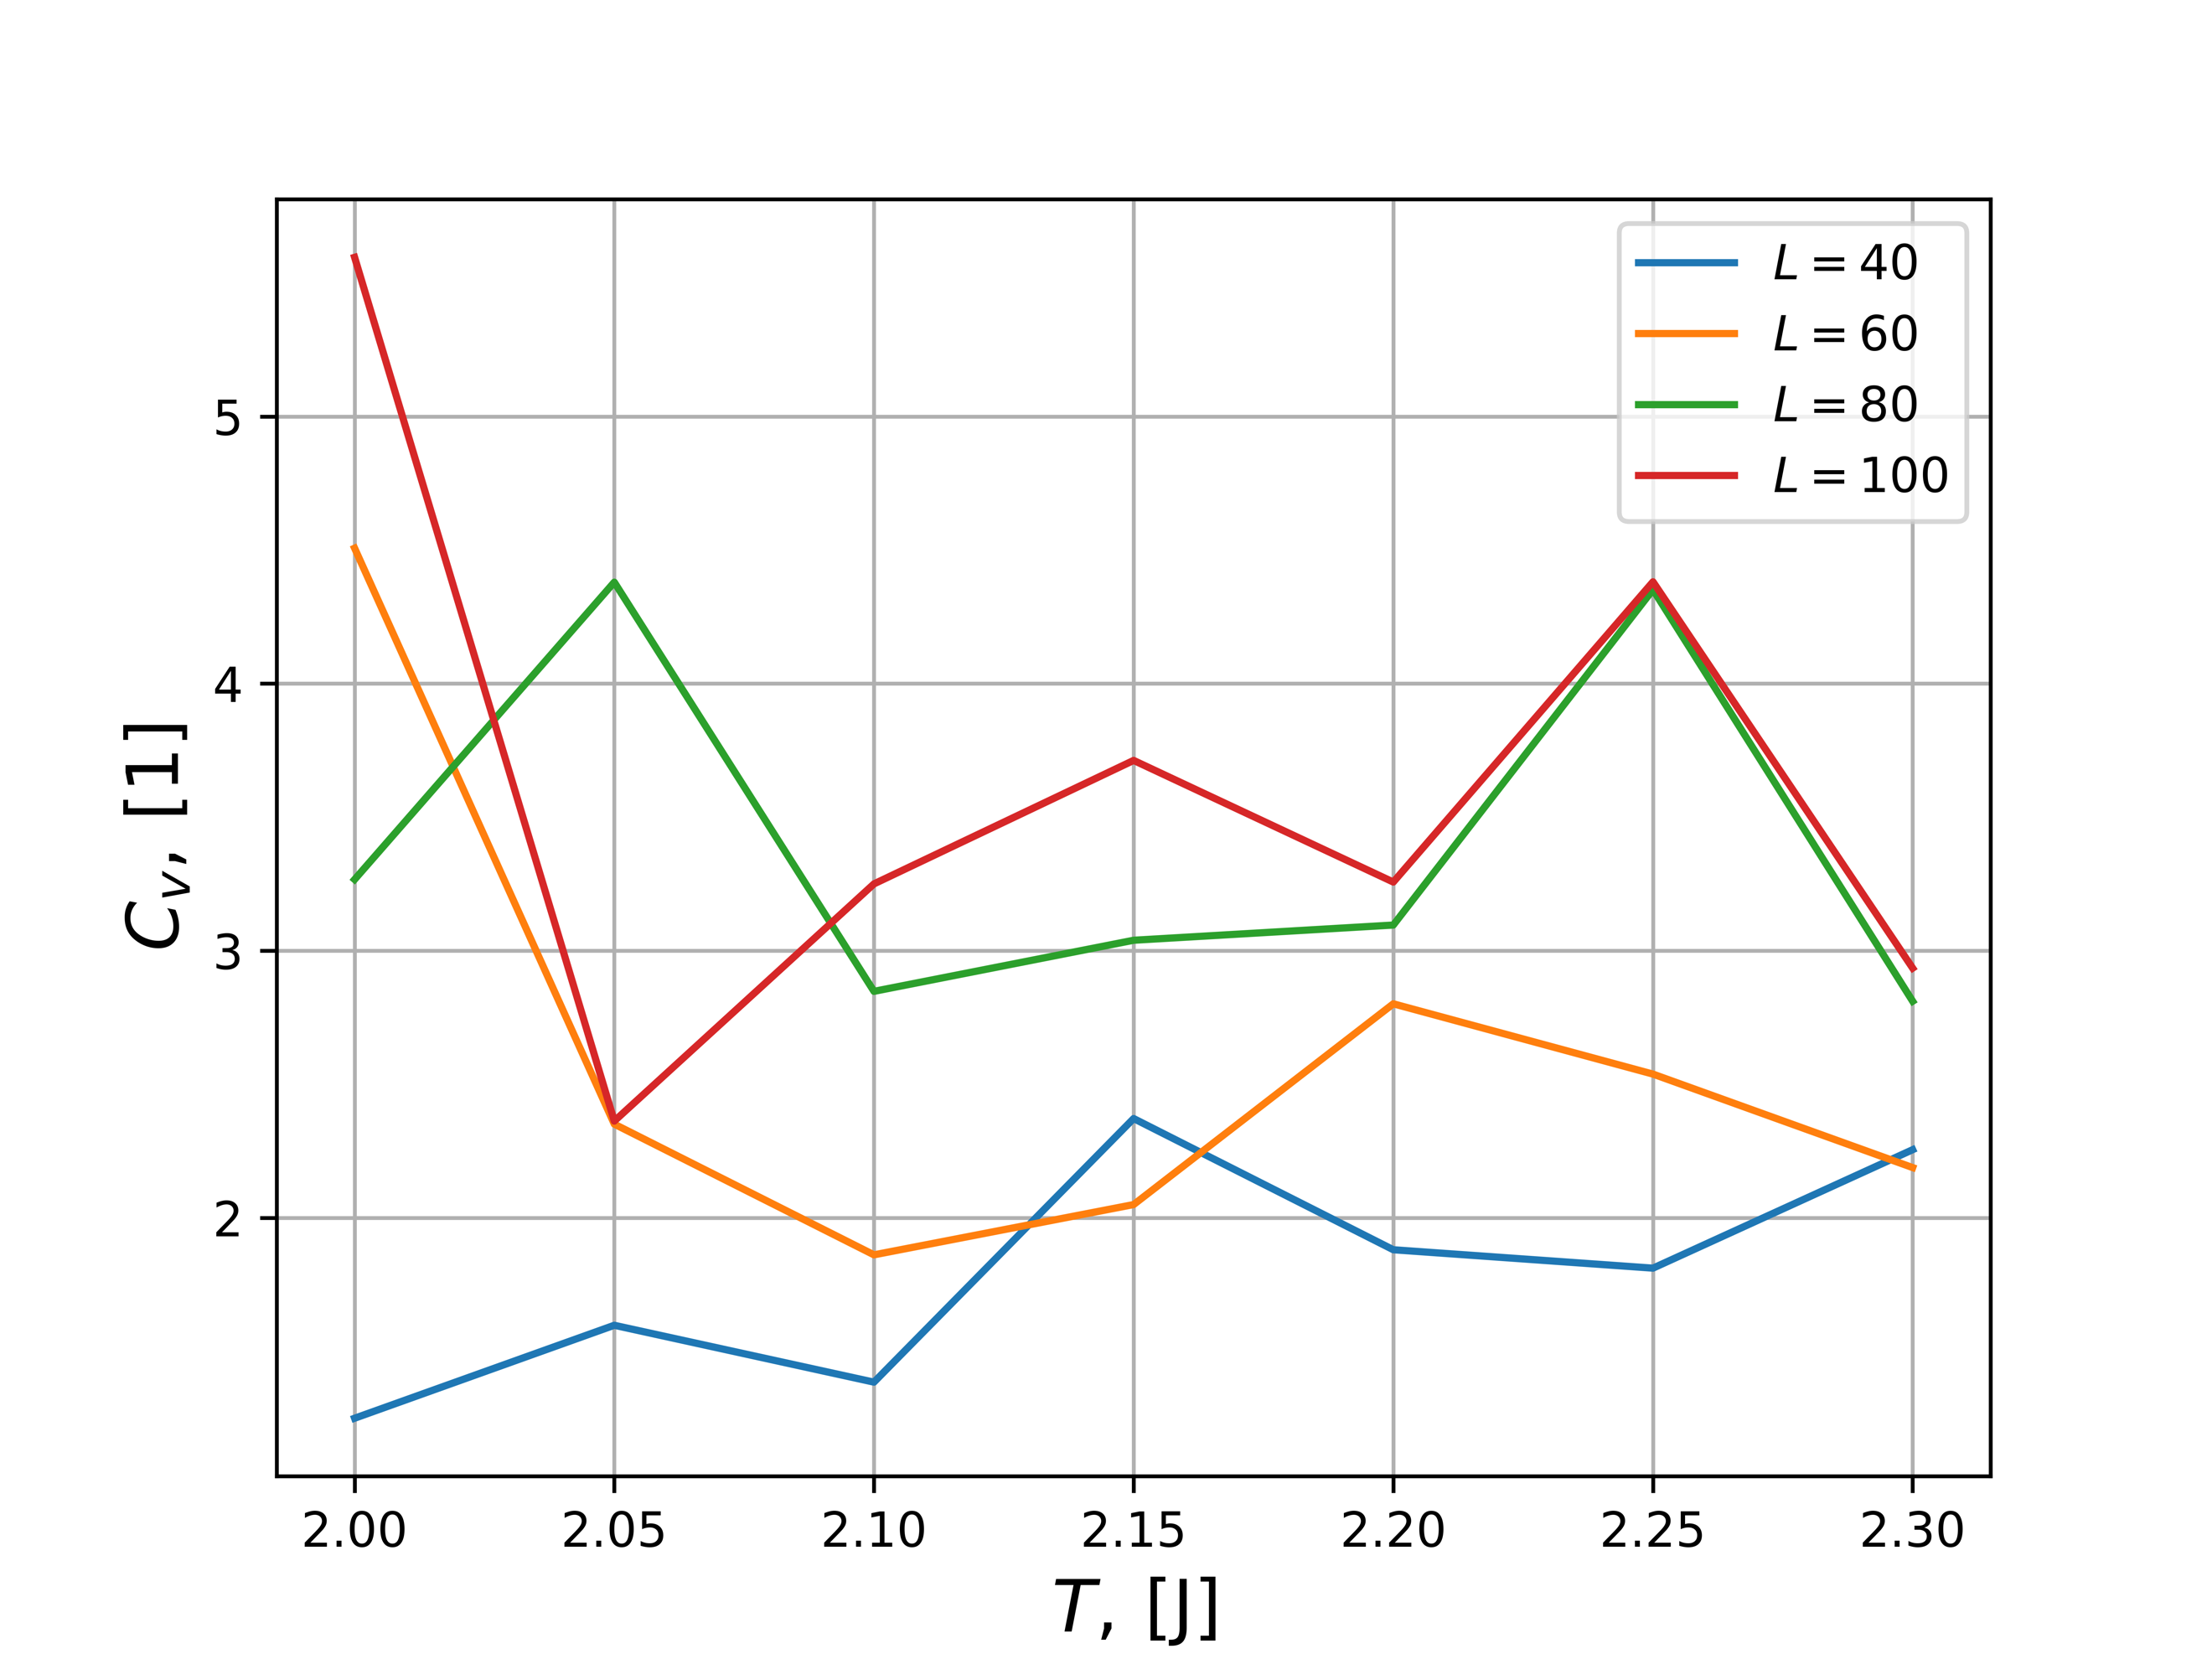 L = 40
L = 60
L = 80
L = 100
5
4
3
2
C_v, [1]
2.00 2.05 2.10 2.15 2.20 2.25 2.30
T, [J]